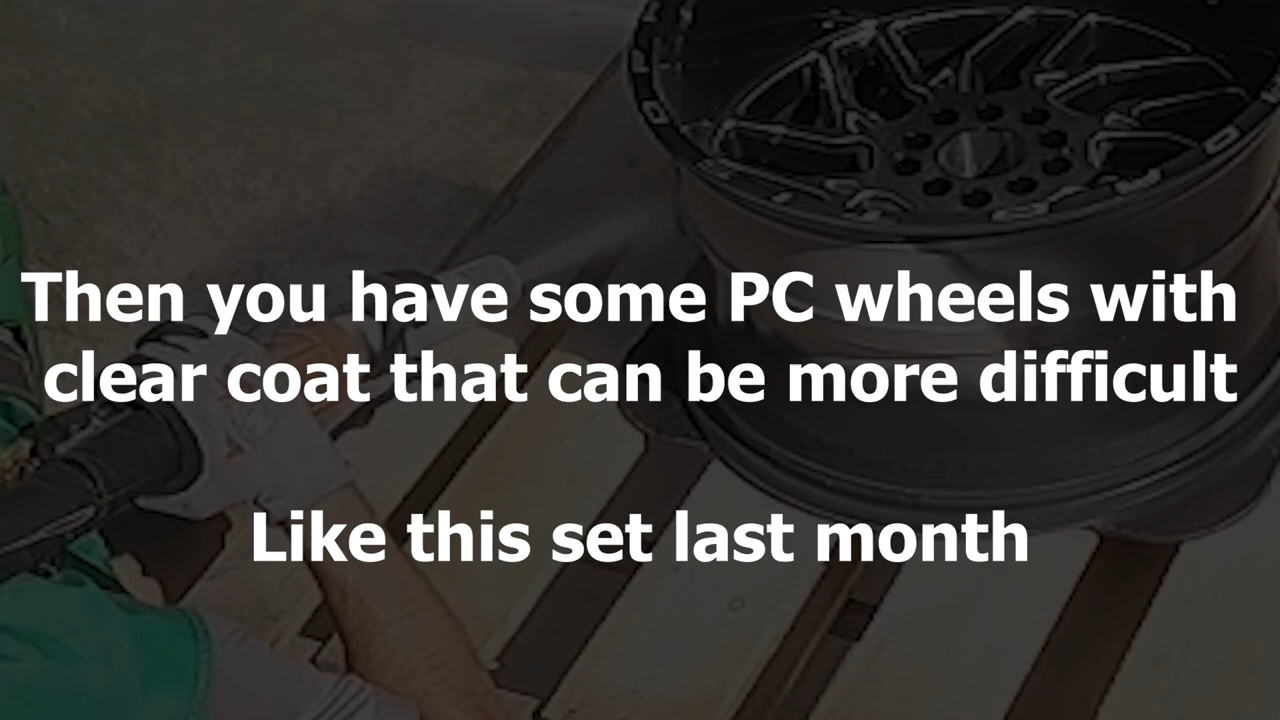 Then you have some PC wheels with
clear coat that can be more difficult
Like this set last month